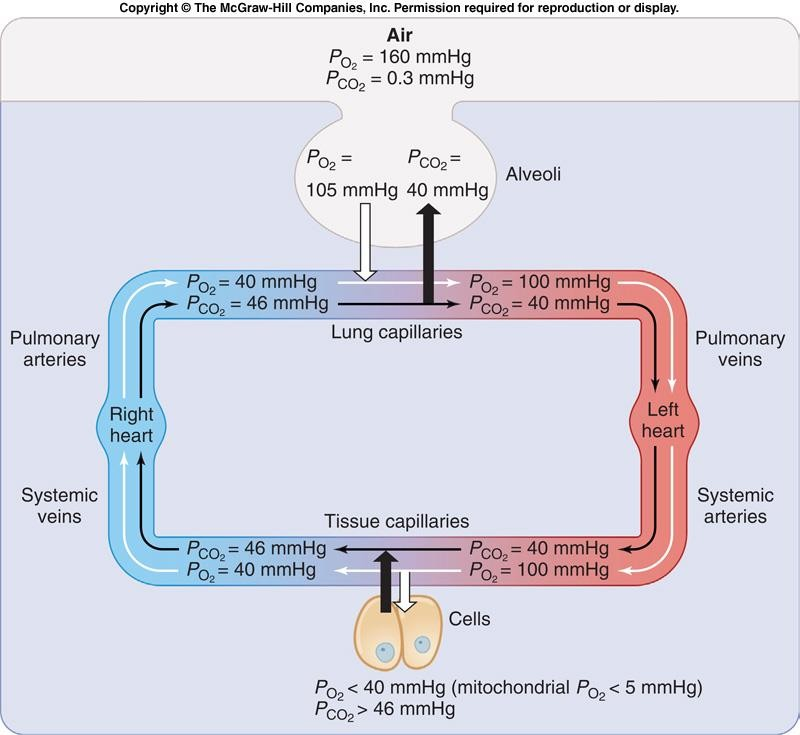 Copyright © The McGraw-Hill Companies, Inc. Permission required for reproduction or display.
Air
PO2 = 160 mmHg
PCO2 = 0.3 mmHg
PO2 =
105 mmHg
PCO2 =
40 mmHg
Alveoli
PO2 = 40 mmHg
PCO2 = 46 mmHg
PO2 = 100 mmHg
PCO2 = 40 mmHg
Lung capillaries
Pulmonary
arteries
Pulmonary
veins
Right
heart
Left
heart
Systemic
veins
Systemic
arteries
Tissue capillaries
PCO2 = 46 mmHg
PO2 = 40 mmHg
PCO2 = 40 mmHg
PO2 = 100 mmHg
Cells
PO2 < 40 mmHg (mitochondrial PO2 < 5 mmHg)
PCO2 > 46 mmHg